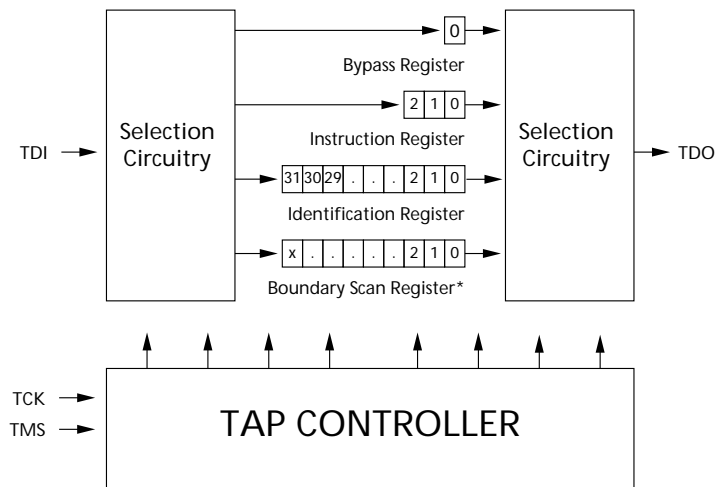 0
Bypass Register
2 1 0
Instruction Register
Selection
Circuitry
Selection
Circuitry
TDI
TDO
31 30 29 . . . 2 1 0
Identification Register
x . . . . . 2 1 0
Boundary Scan Register*
TCK
TMS
TAP CONTROLLER